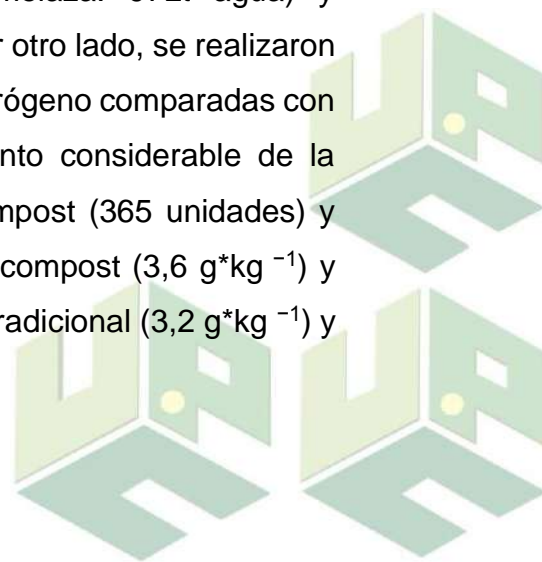 agua) y
r otro lado, se realizaron
rógeno comparadas con
nto considerable de la
mpost (365 unidades) y
compost (3,6 g*kg ⁻¹) y
radicional (3,2 g*kg ⁻¹) y
U.P.C
U.P.C
U.P.C